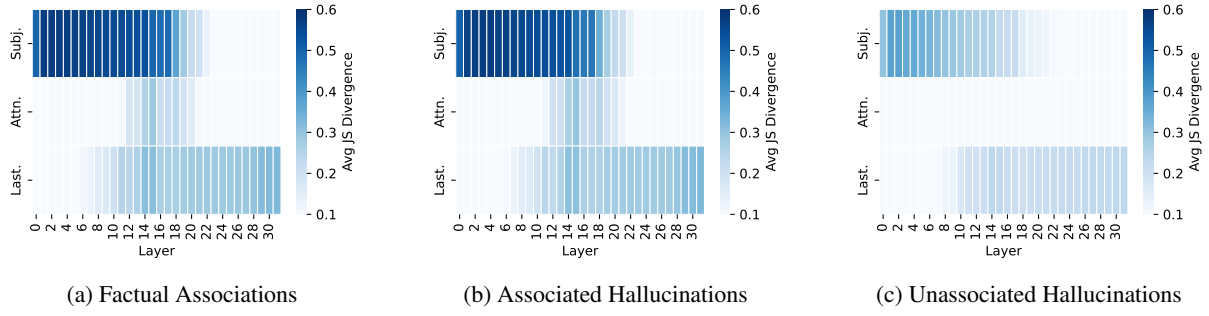 Subj.
Attn.
Last.
0 2 4 6 8 10 12 14 16 18 20 22 24 26 28 30
Layer
0.6
0.5
0.4
0.3
0.2
0.1
Avg JS Divergence
(a) Factual Associations
Subj.
Attn.
Last.
0 2 4 6 8 10 12 14 16 18 20 22 24 26 28 30
Layer
0.6
0.5
0.4
0.3
0.2
0.1
Avg JS Divergence
(b) Associated Hallucinations
Subj.
Attn.
Last.
0 2 4 6 8 10 12 14 16 18 20 22 24 26 28 30
Layer
0.6
0.5
0.4
0.3
0.2
0.1
Avg JS Divergence
(c) Unassociated Hallucinations